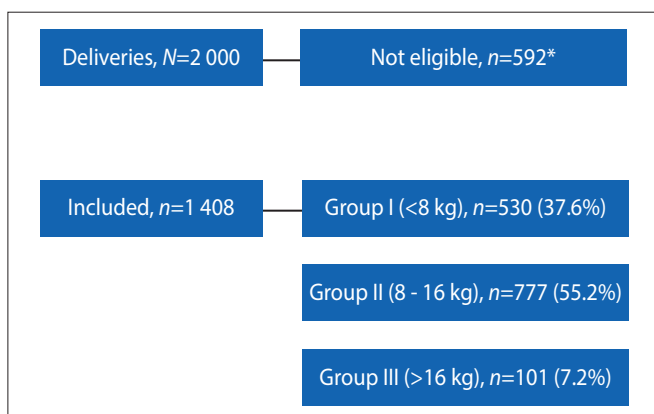 Deliveries, N=2 000
Not eligible, n=592*
Included, n=1 408
Group I (<8 kg), n=530 (37.6%)
Group II (8 - 16 kg), n=777 (55.2%)
Group III (>16 kg), n=101 (7.2%)